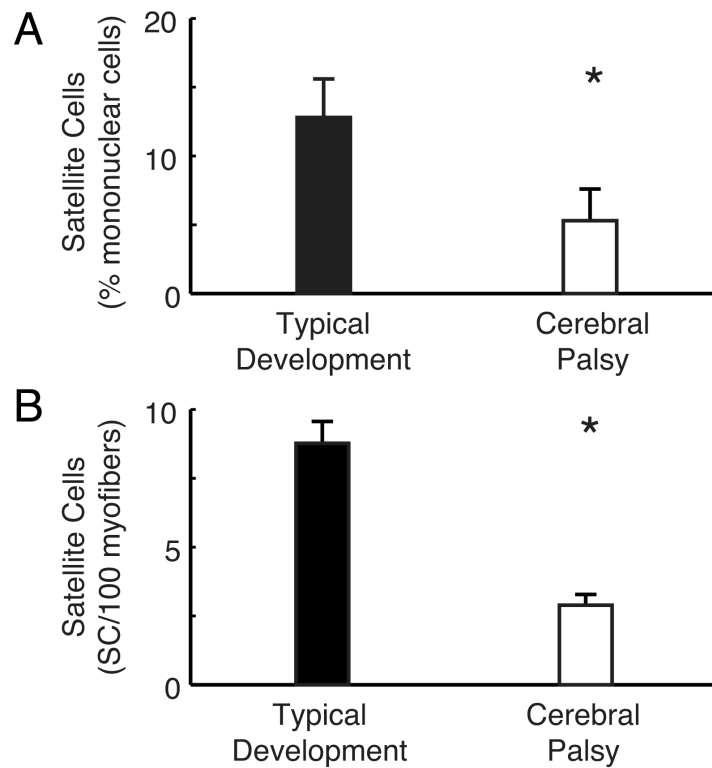 A
20
10
0
Satellite Cells
(% mononuclear cells)
*
Typical
Development
Cerebral
Palsy
B
10
5
0
Satellite Cells
(SC/100 myofibers)
*
Typical
Development
Cerebral
Palsy